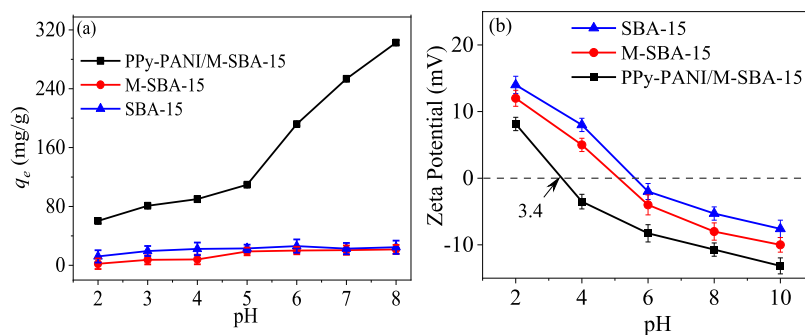 (a)
320
240
160
80
0
qe (mg/g)
PPy-PANI/M-SBA-15
M-SBA-15
SBA-15
2 3 4 5 6 7 8
pH
(b)
20
10
0
-10
Zeta Potential (mV)
SBA-15
M-SBA-15
PPy-PANI/M-SBA-15
3.4
2 4 6 8 10
pH